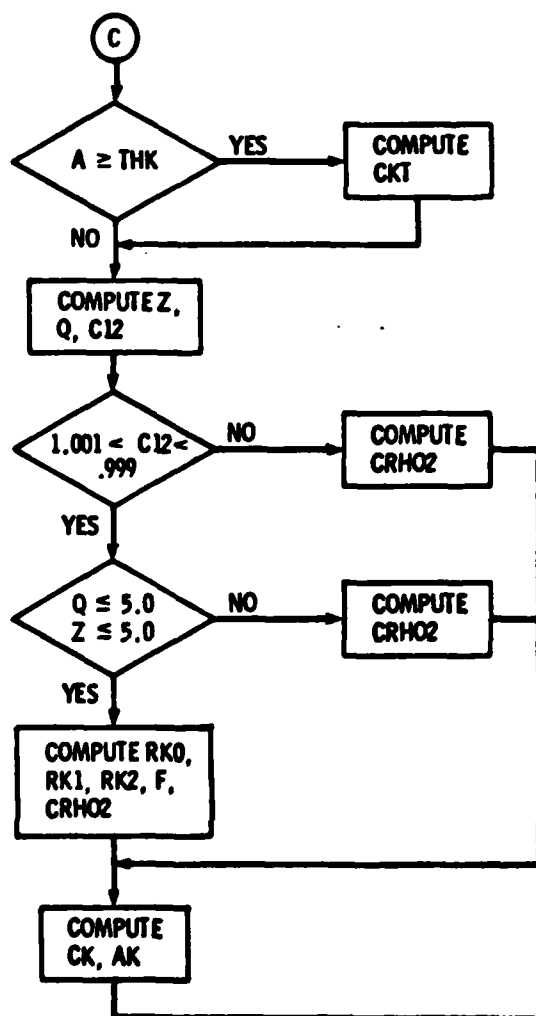 C
A ≥ THK
YES
COMPUTE
CKT
NO
COMPUTE Z,
Q, C12
1.001 < C12 <
.999
NO
COMPUTE
CRHO2
YES
Q ≤ 5.0
Z ≤ 5.0
NO
COMPUTE
CRHO2
YES
COMPUTE RK0,
RK1, RK2, F,
CRHO2
COMPUTE
CK, AK